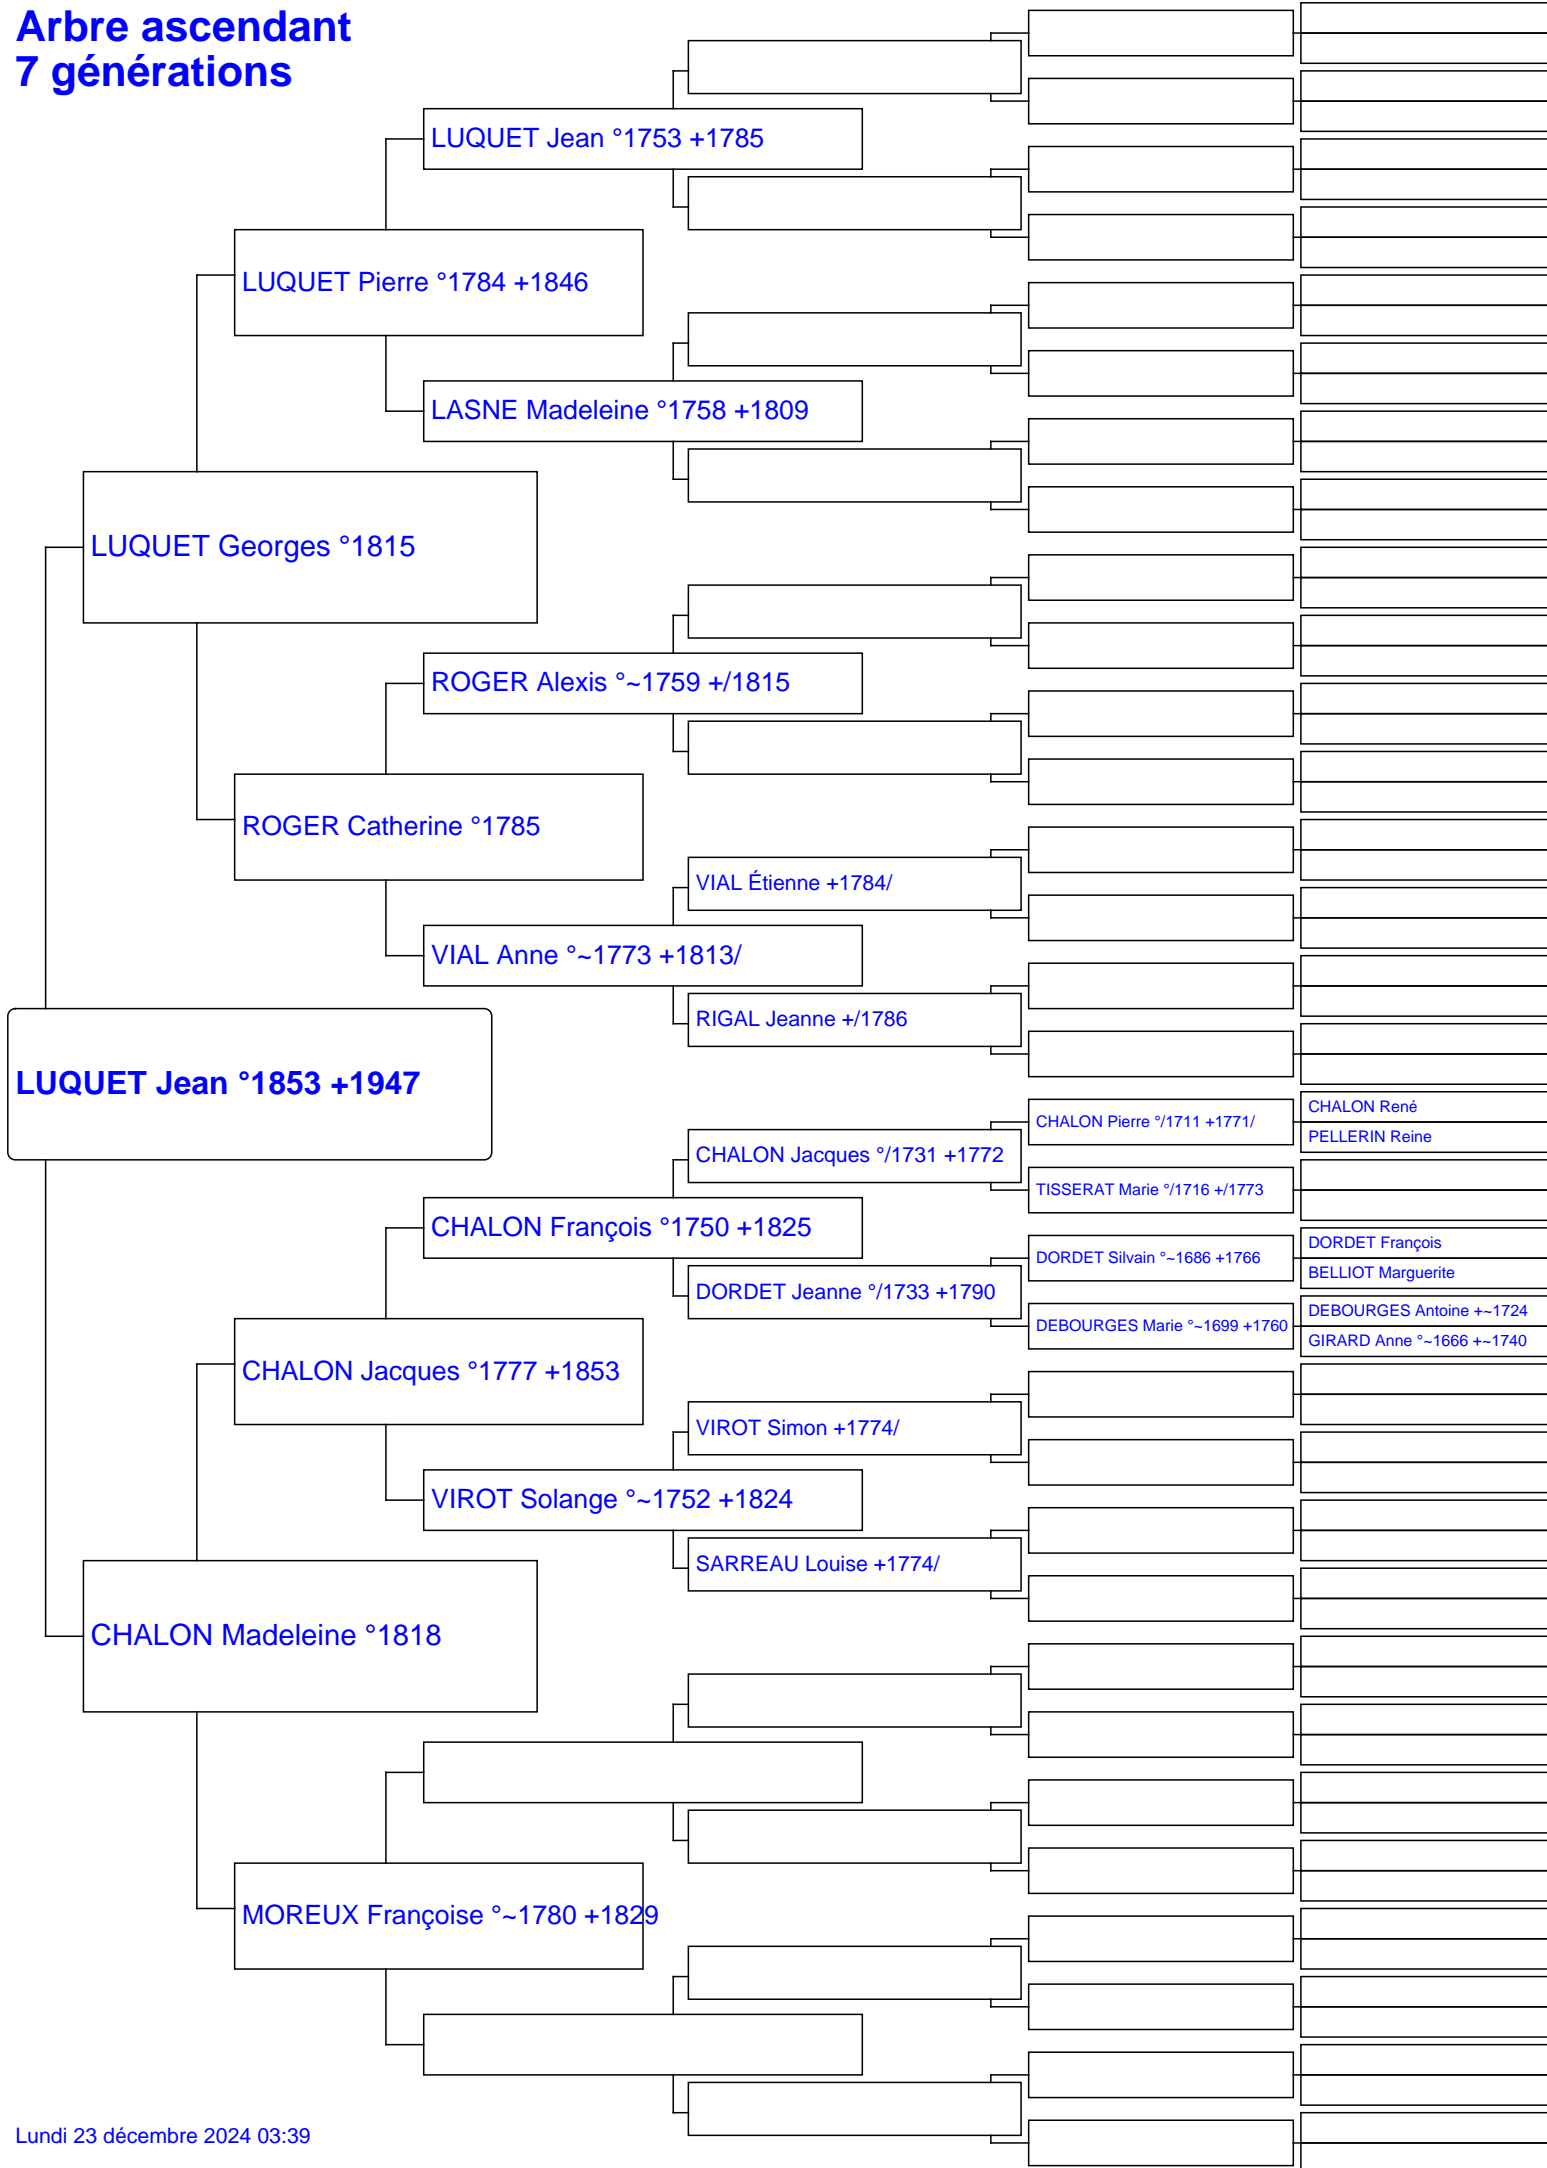 Arbre ascendant
7 générations
LUQUET Jean °1753 +1785
LUQUET Pierre °1784 +1846
LASNE Madeleine °1758 +1809
LUQUET Georges °1815
ROGER Alexis °~1759 +/1815
ROGER Catherine °1785
VIAL Étienne +1784/
VIAL Anne °~1773 +1813/
RIGAL Jeanne +/1786
LUQUET Jean °1853 +1947
CHALON René
CHALON Pierre °/1711 +1771/
PELLERIN Reine
CHALON Jacques °/1731 +1772
TISSERAT Marie °/1716 +/1773
CHALON François °1750 +1825
DORDET François
DORDET Silvain °~1686 +1766
BELLIOT Marguerite
DORDET Jeanne °/1733 +1790
DEBOURGES Antoine +~1724
DEBOURGES Marie °~1699 +1760
GIRARD Anne °~1666 +~1740
CHALON Jacques °1777 +1853
VIROT Simon +1774/
VIROT Solange °~1752 +1824
SARREAU Louise +1774/
CHALON Madeleine °1818
MOREUX Françoise °~1780 +1829
Lundi 23 décembre 2024 03:39